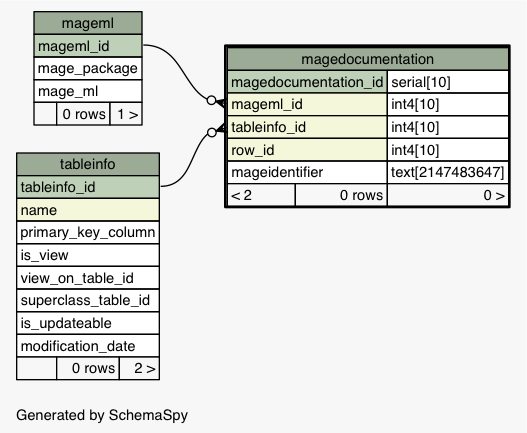 mageml
mageml_id
mage_package
mage_ml
0 rows 1 >
magedocumentation
magedocumentation_id serial[10]
mageml_id int4[10]
tableinfo_id int4[10]
row_id int4[10]
mageidentifier text[2147483647]
< 2 0 rows 0 >
tableinfo
tableinfo_id
name
primary_key_column
is_view
view_on_table_id
superclass_table_id
is_updateable
modification_date
0 rows 2 >
Generated by SchemaSpy